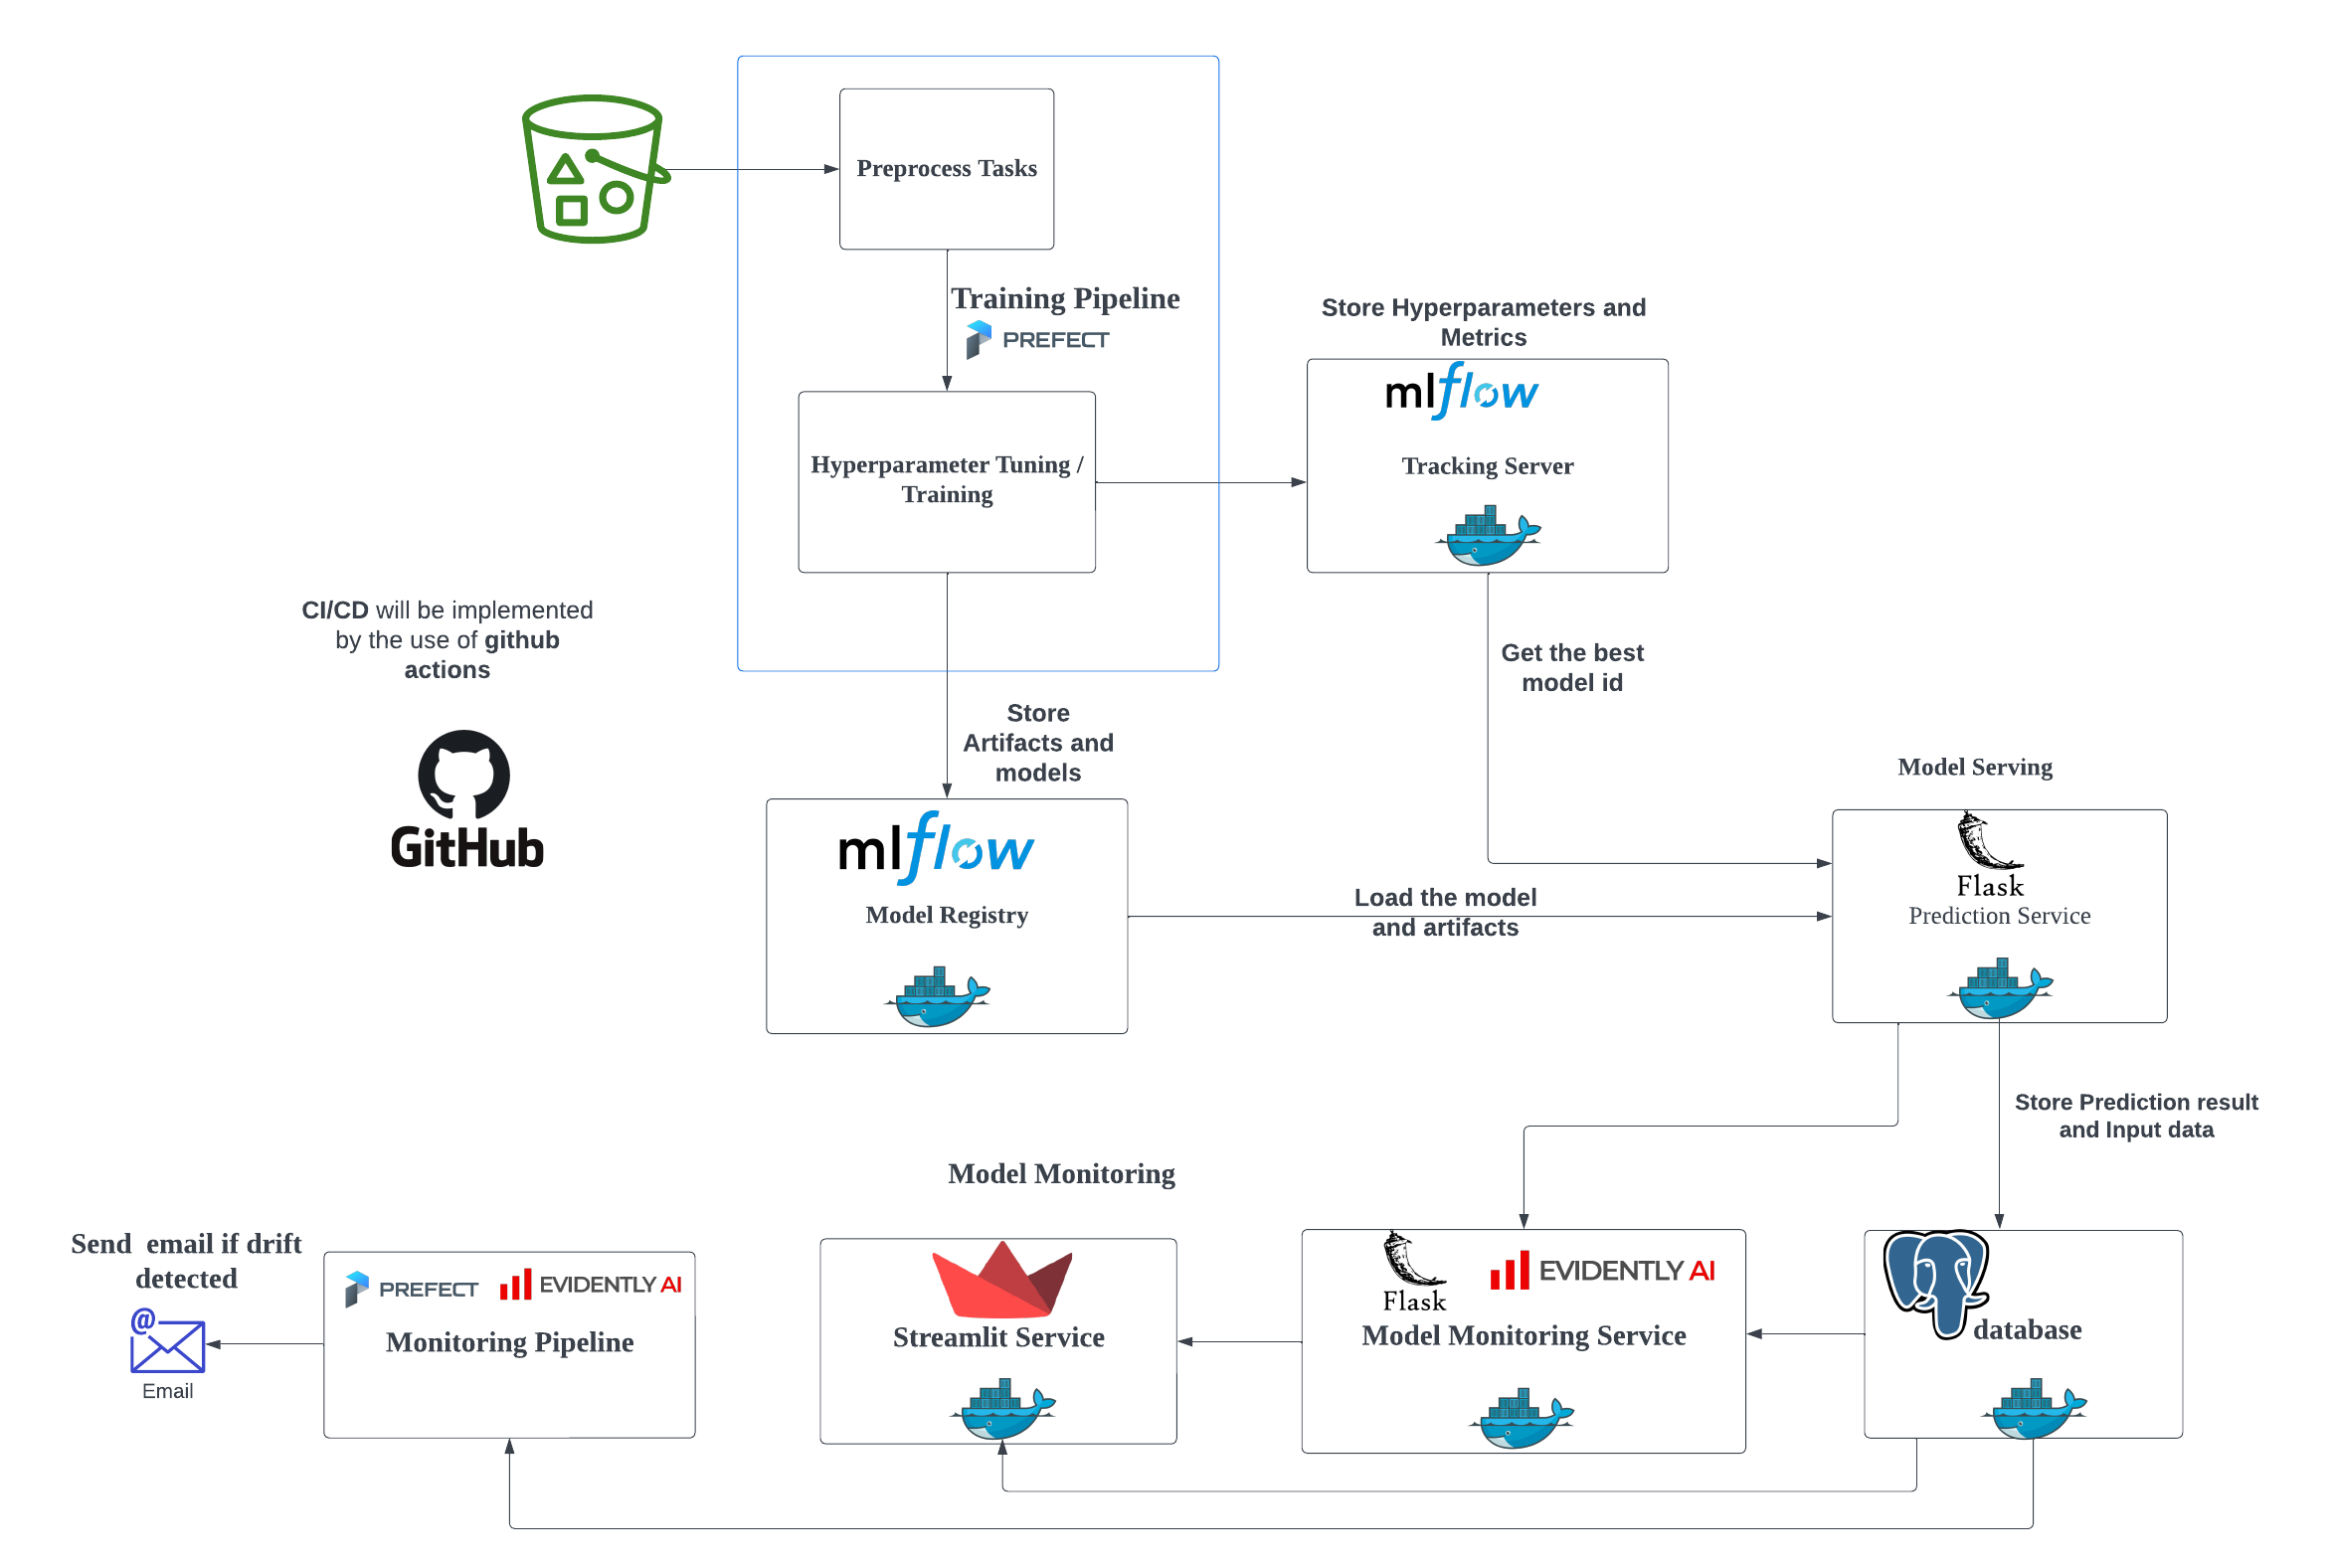 Preprocess Tasks
Training Pipeline
PREFECT
Store Hyperparameters and
Metrics
mlflow
Hyperparameter Tuning /
Training
Tracking Server
CI/CD will be implemented
by the use of github
actions
Get the best
model id
Store
Artifacts and
models
GitHub
Model Serving
mlflow
Model Registry
Load the model
and artifacts
Flask
Prediction Service
Store Prediction result
and Input data
Model Monitoring
Send  email if drift
detected
@
Email
PREFECT
EVIDENTLY AI
Monitoring Pipeline
Streamlit Service
Flask
EVIDENTLY AI
Model Monitoring Service
database